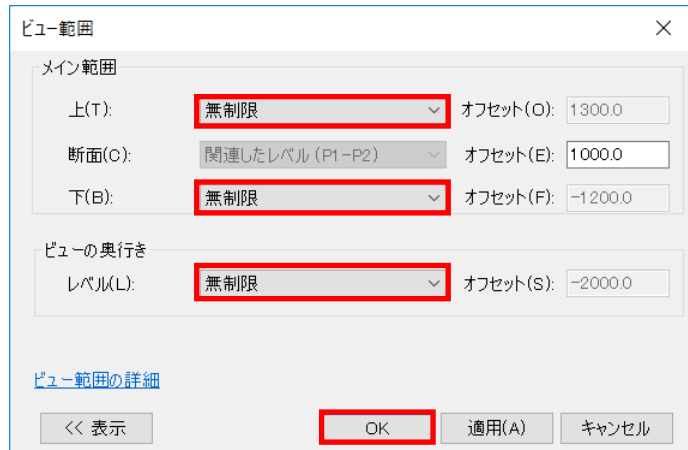 ビュー範囲
メイン範囲
上(T): 無制限 オフセット(O): 1300.0
断面(C): 関連したレベル (P1-P2) オフセット(E): 1000.0
下(B): 無制限 オフセット(F): -1200.0
ビューの奥行き
レベル(L): 無制限 オフセット(S): -2000.0
ビュー範囲の詳細
<< 表示 OK 適用(A) キャンセル